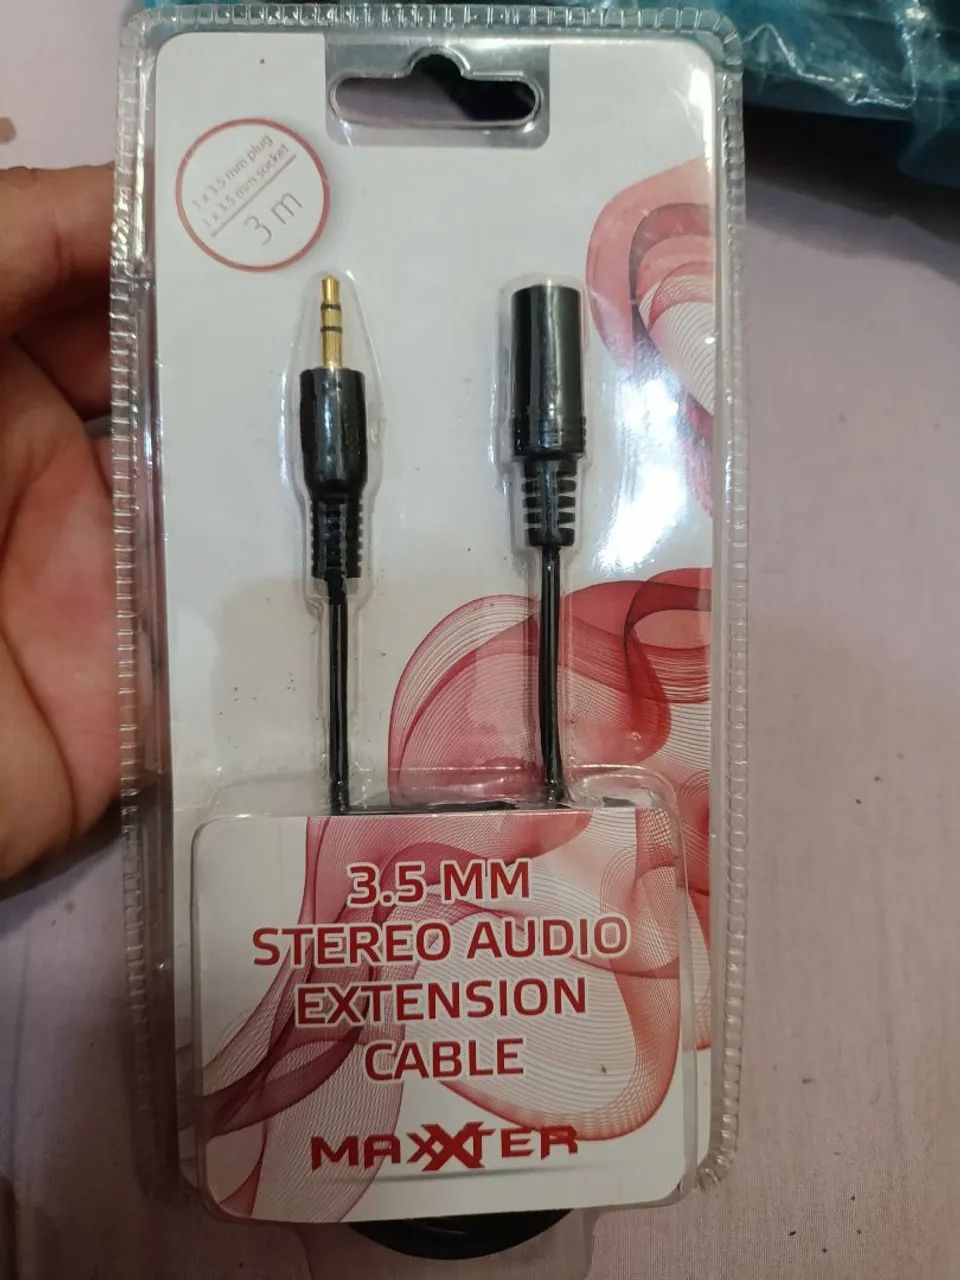 1 x 3.5 mm plug
1 x 3.5 mm socket
3 m
3.5 MM
STEREO AUDIO
EXTENSION
CABLE
MAXXTER